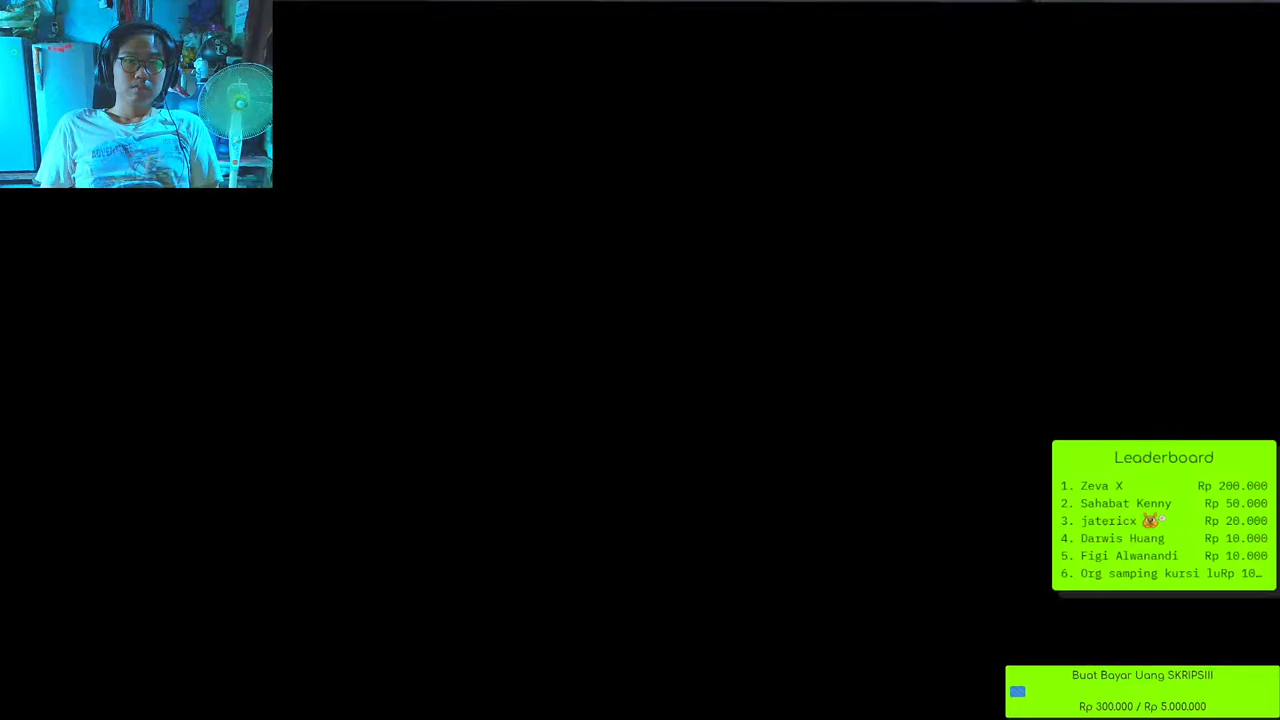 ADVENTURE
Leaderboard
1. Zeva X Rp 200.000
2. Sahabat Kenny Rp 50.000
3. jatericx Rp 20.000
4. Darwis Huang Rp 10.000
5. Figi Alwanandi Rp 10.000
6. Org samping kursi luRp 10…
Buat Bayar Uang SKRIPSIII
Rp 300.000 / Rp 5.000.000